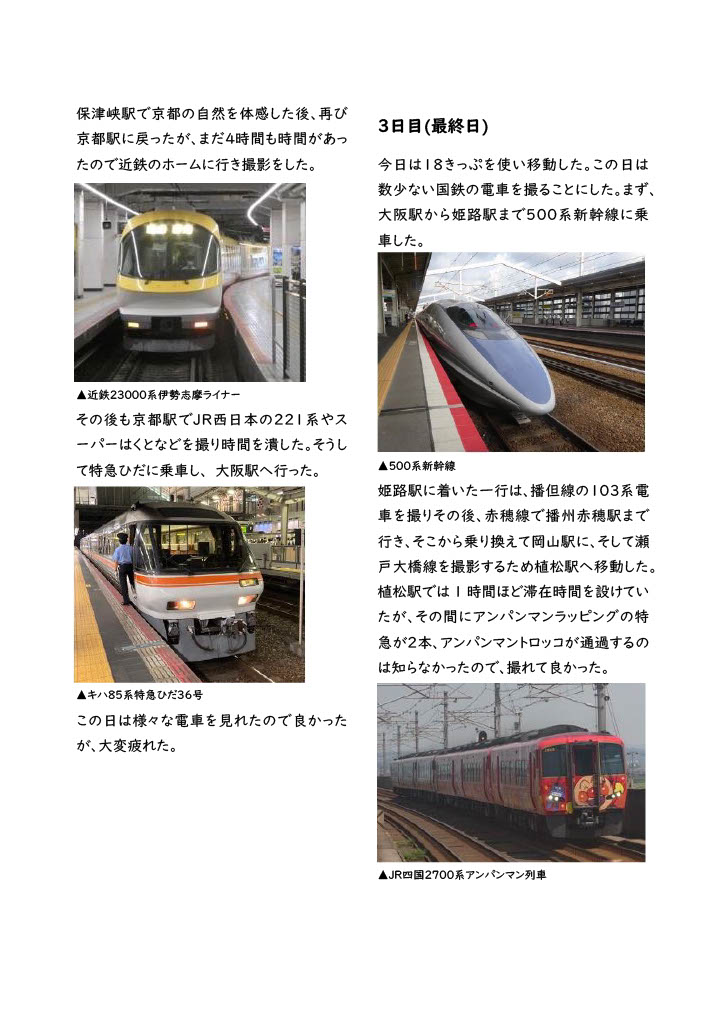 保津峡駅で京都の自然を体感した後、再び
京都駅に戻ったが、まだ4時間も時間があっ
たので近鉄のホームに行き撮影をした。
▲近鉄23000系伊勢志摩ライナー
その後も京都駅でJR西日本の221系やス
ーパーはくとなどを撮り時間を潰した。そうし
て特急ひだに乗車し、 大阪駅へ行った。
▲キハ85系特急ひだ36号
この日は様々な電車を見れたので良かった
が、大変疲れた。
3日目(最終日)
今日は18きっぷを使い移動した。この日は
数少ない国鉄の電車を撮ることにした。まず、
大阪駅から姫路駅まで500系新幹線に乗
車した。
▲500系新幹線
姫路駅に着いた一行は、播但線の103系電
車を撮りその後、赤穂線で播州赤穂駅まで
行き、そこから乗り換えて岡山駅に、そして瀬
戸大橋線を撮影するため植松駅へ移動した。
植松駅では1時間ほど滞在時間を設けてい
たが、その間にアンパンマンラッピングの特
急が2本、アンパンマントロッコが通過するの
は知らなかったので、撮れて良かった。
▲JR四国2700系アンパンマン列車